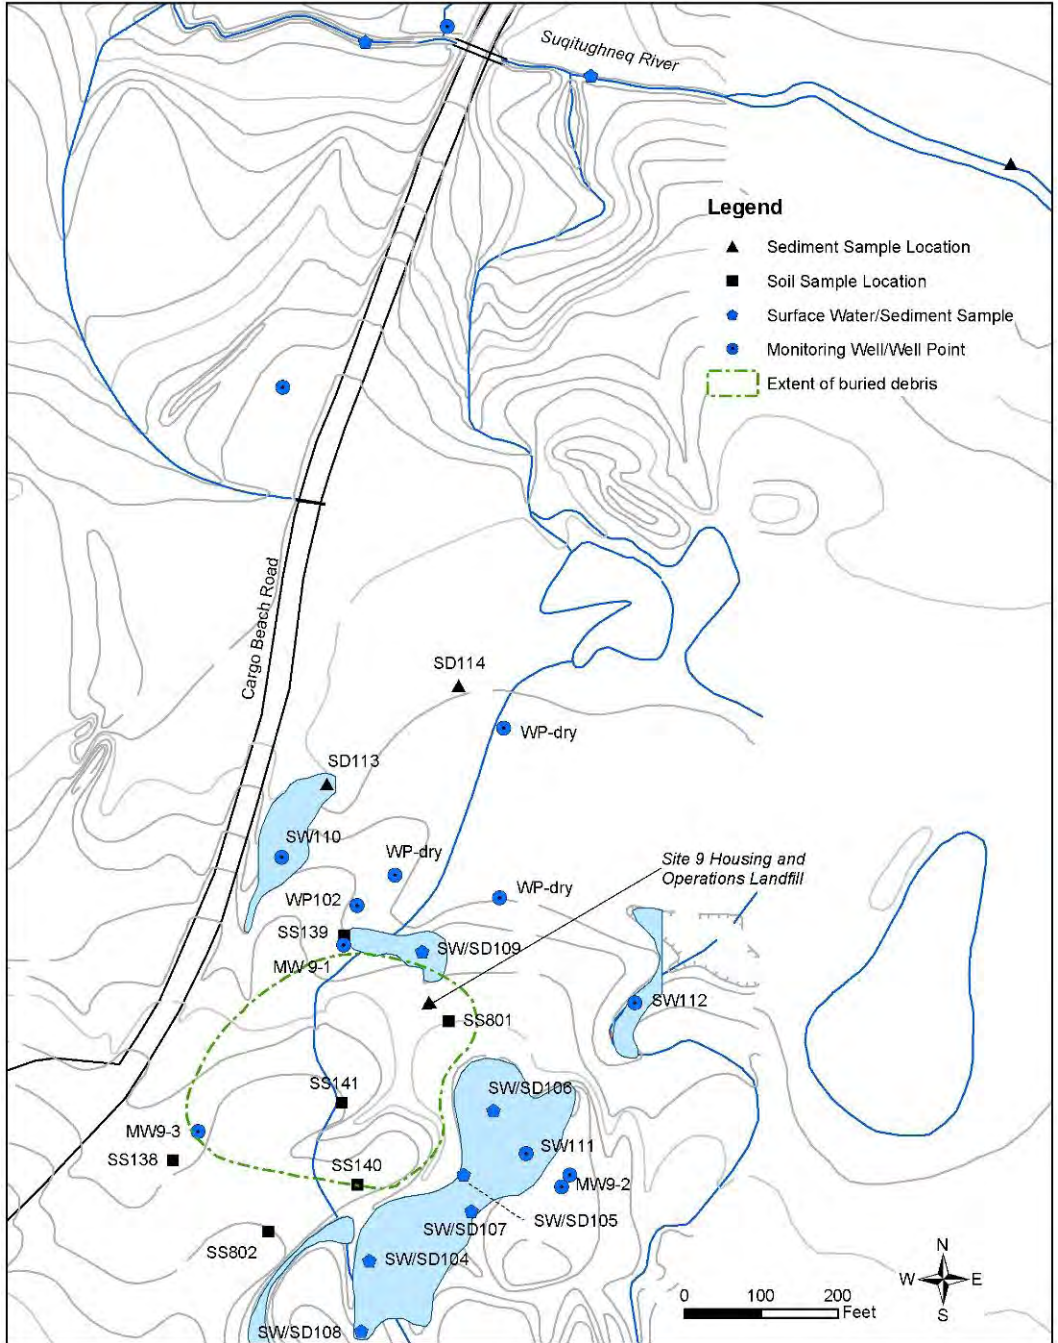 Suqitughneq River
Legend
Sediment Sample Location
Soil Sample Location
Surface Water/Sediment Sample
Monitoring Well/Well Point
Extent of buried debris
Cargo Beach Road
SD114
WP-dry
SD113
SW110
WP-dry
Site 9 Housing and
Operations Landfill
WP102
WP-dry
SS139
MW 9-1
SW/SD109
SW112
SS801
SS141
SW/SD106
MW9-3
SS138
SW111
SS140
MW9-2
SW/SD107
SW/SD105
SS802
SW/SD104
SW/SD108
N
W
E
S
0
100
200
Feet